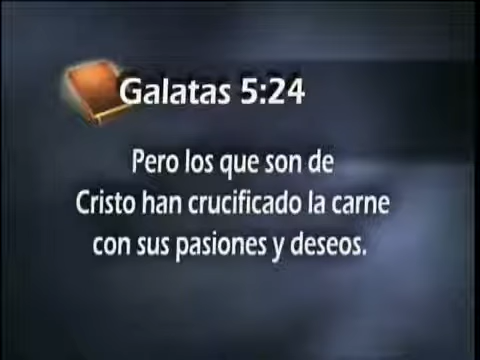 Galatas 5:24
Pero los que son de
Cristo han crucificado la carne
con sus pasiones y deseos.